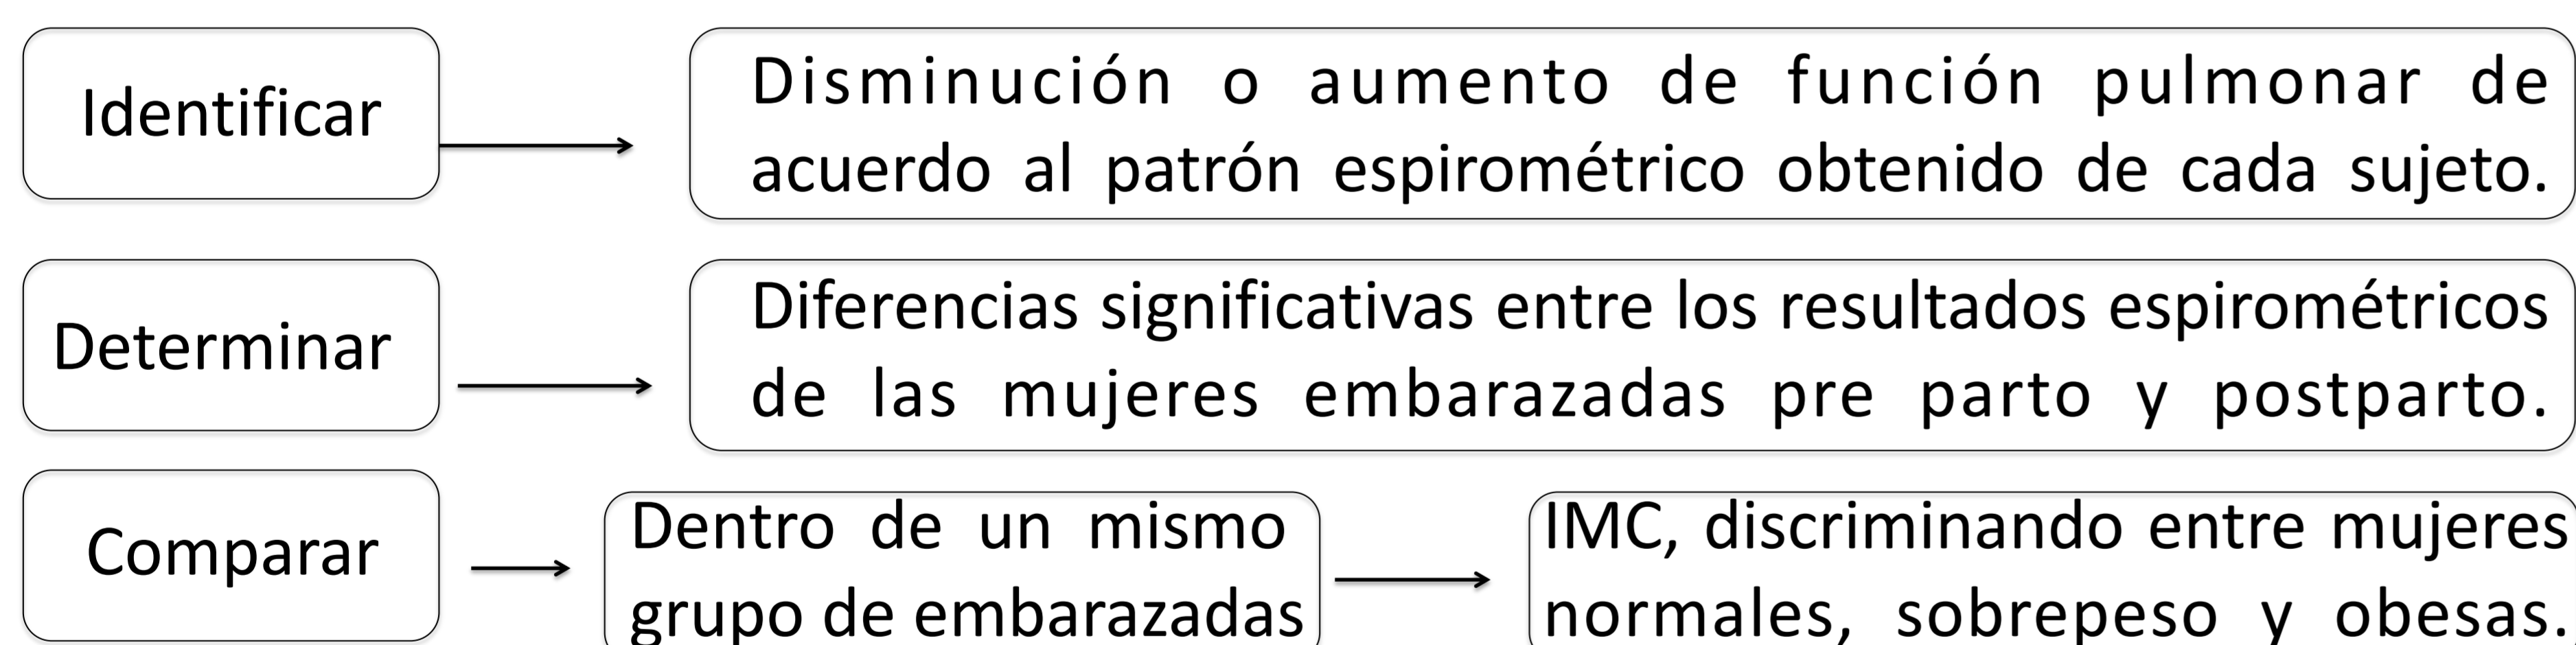 Identificar
Disminución o aumento de función pulmonar de
acuerdo al patrón espirométrico obtenido de cada sujeto.
Determinar
Diferencias significativas entre los resultados espirométricos
de las mujeres embarazadas pre parto y postparto.
Comparar
Dentro de un mismo
grupo de embarazadas
IMC, discriminando entre mujeres
normales, sobrepeso y obesas.